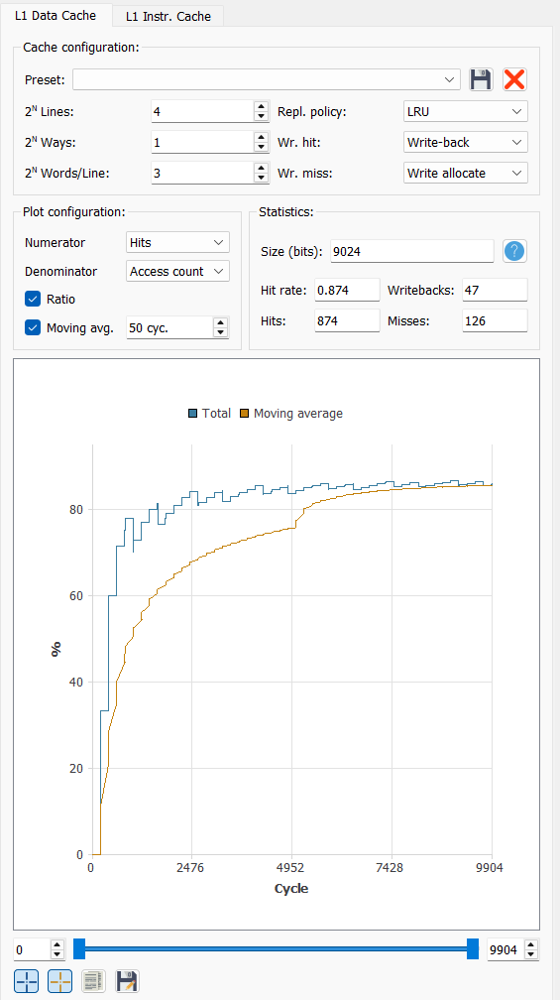 L1 Data Cache L1 Instr. Cache
Cache configuration:
Preset:
2ᴺ Lines: 4 Repl. policy: LRU
2ᴺ Ways: 1 Wr. hit: Write-back
2ᴺ Words/Line: 3 Wr. miss: Write allocate
Plot configuration:
Numerator Hits
Denominator Access count
Ratio
Moving avg. 50 cyc.
Statistics:
Size (bits): 9024 ?
Hit rate: 0.874 Writebacks: 47
Hits: 874 Misses: 126
Total Moving average
80
60
40
20
0
%
0 2476 4952 7428 9904
Cycle
0 9904